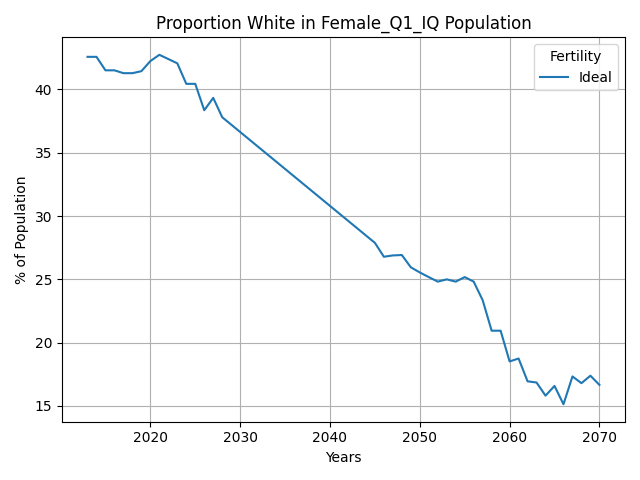 Proportion White in Female_Q1_IQ Population
Fertility
Ideal
% of Population
40
35
30
25
20
15
2020 2030 2040 2050 2060 2070
Years